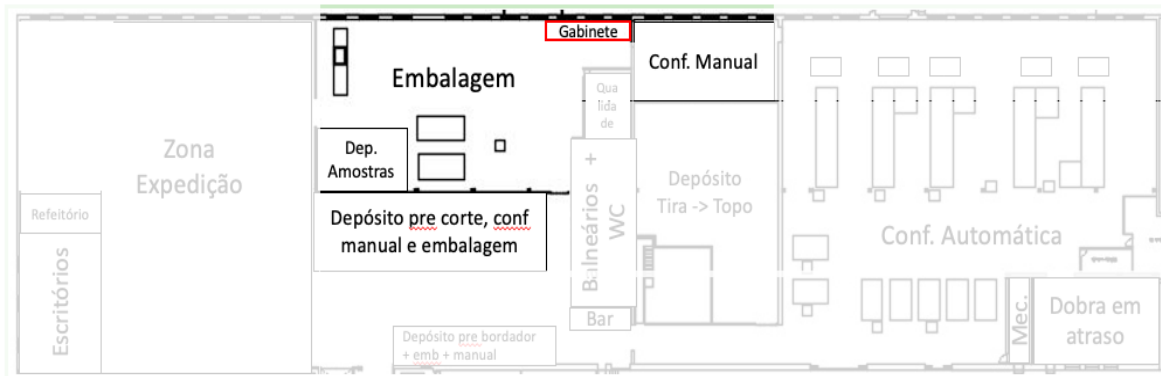 Gabinete
Conf. Manual
Embalagem
Qua
lida
de
Zona
Expedição
Dep.
Amostras
Depósito
Tira -> Topo
Refeitório
Depósito pre corte, conf
manual e embalagem
Balneários +
WC
Conf. Automática
Escritórios
Bar
Mec.
Dobra em
atraso
Depósito pre bordador
+ emb + manual